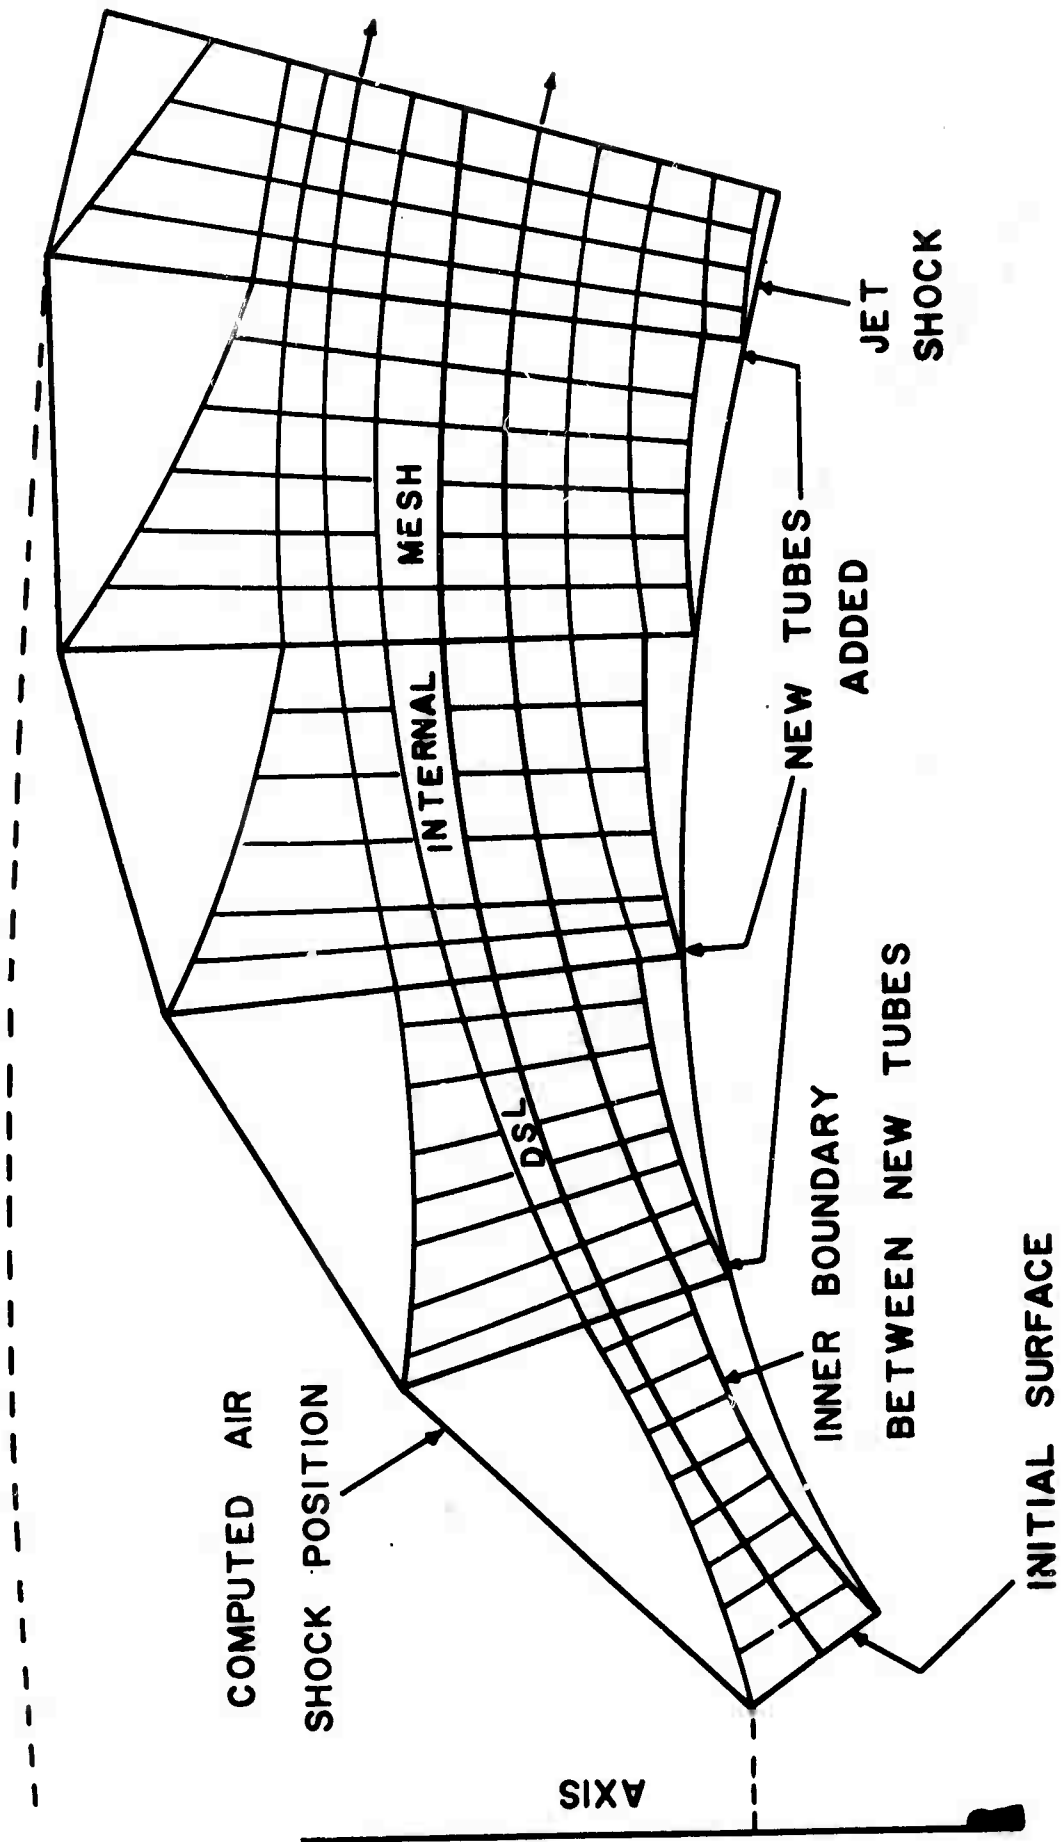 COMPUTED AIR
SHOCK POSITION
AXIS
DSL
INTERNAL
MESH
INNER BOUNDARY
BETWEEN NEW TUBES
INITIAL SURFACE
NEW TUBES
ADDED
JET
SHOCK